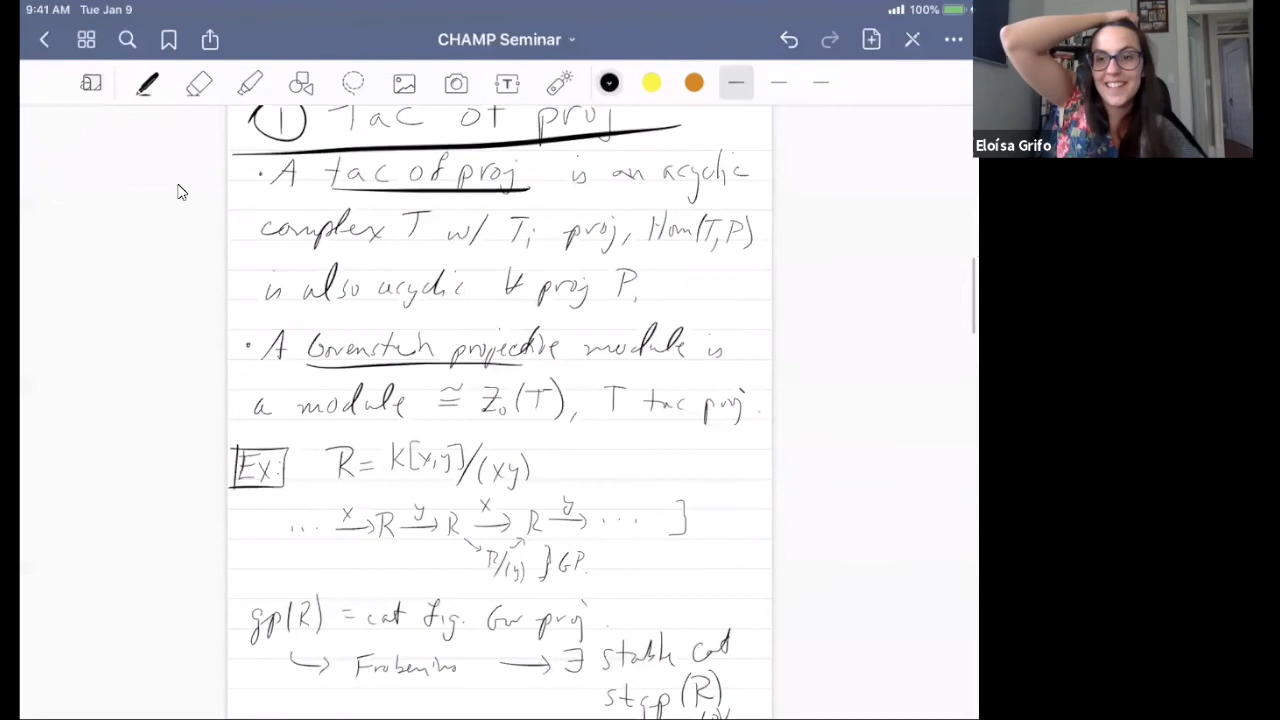 9:41 AM Tue Jan 9
100%
CHAMP Seminar
T
① Tac of proj
Eloísa Grifo
· A tac of proj is an acyclic
complex T w/ Tᵢ proj, Hom(T,P)
is also acyclic ∀ proj P.
· A Gorenstein projective module is
a module ≅ Z₀(T), T tac proj.
Ex: R = k[x,y]/(xy)
... x→ R y→ R x→ R y→ ... ]
↘ R/(y) ↗ } GP.
gp(R) = cat f.g. Gor proj.
↳ Frobenius → ∃ stable cat
stgp(R)